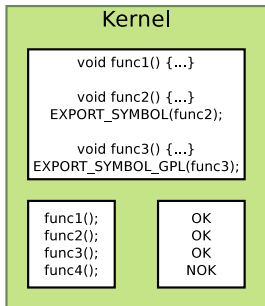 Kernel
void func1() {...}
void func2() {...}
EXPORT_SYMBOL(func2);
void func3() {...}
EXPORT_SYMBOL_GPL(func3);
func1();
func2();
func3();
func4();
OK
OK
OK
NOK